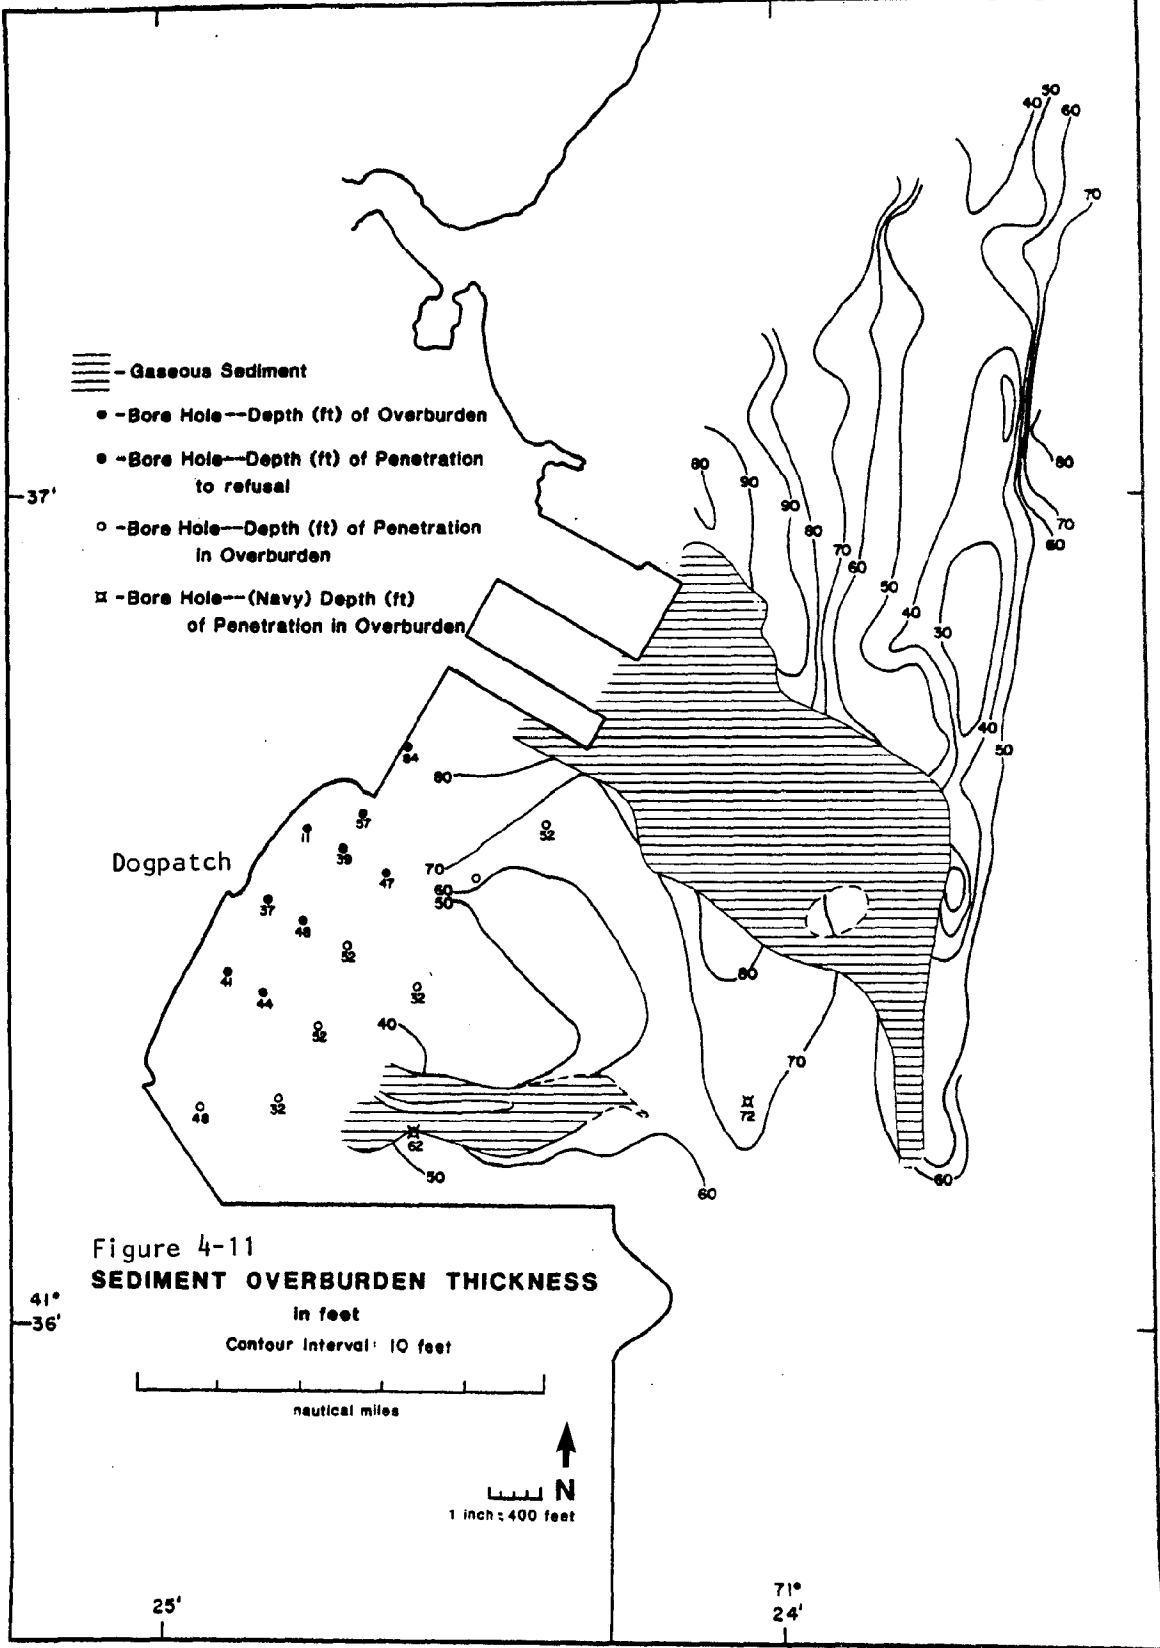 40 50 60
70
- Gaseous Sediment
-Bore Hole--Depth (ft) of Overburden
-Bore Hole--Depth (ft) of Penetration
to refusal
-Bore Hole--Depth (ft) of Penetration
in Overburden
-Bore Hole--(Navy) Depth (ft)
of Penetration in Overburden
37'
80
90
90
80
70
60
50
40
30
80
70
60
40
50
84
80
57
11
39
52
Dogpatch
47
70
60
50
37
48
52
41
44
32
80
52
40
70
48
32
72
62
50
60
60
Figure 4-11
SEDIMENT OVERBURDEN THICKNESS
in feet
Contour Interval: 10 feet
41°
36'
nautical miles
N
1 inch : 400 feet
25'
71°
24'